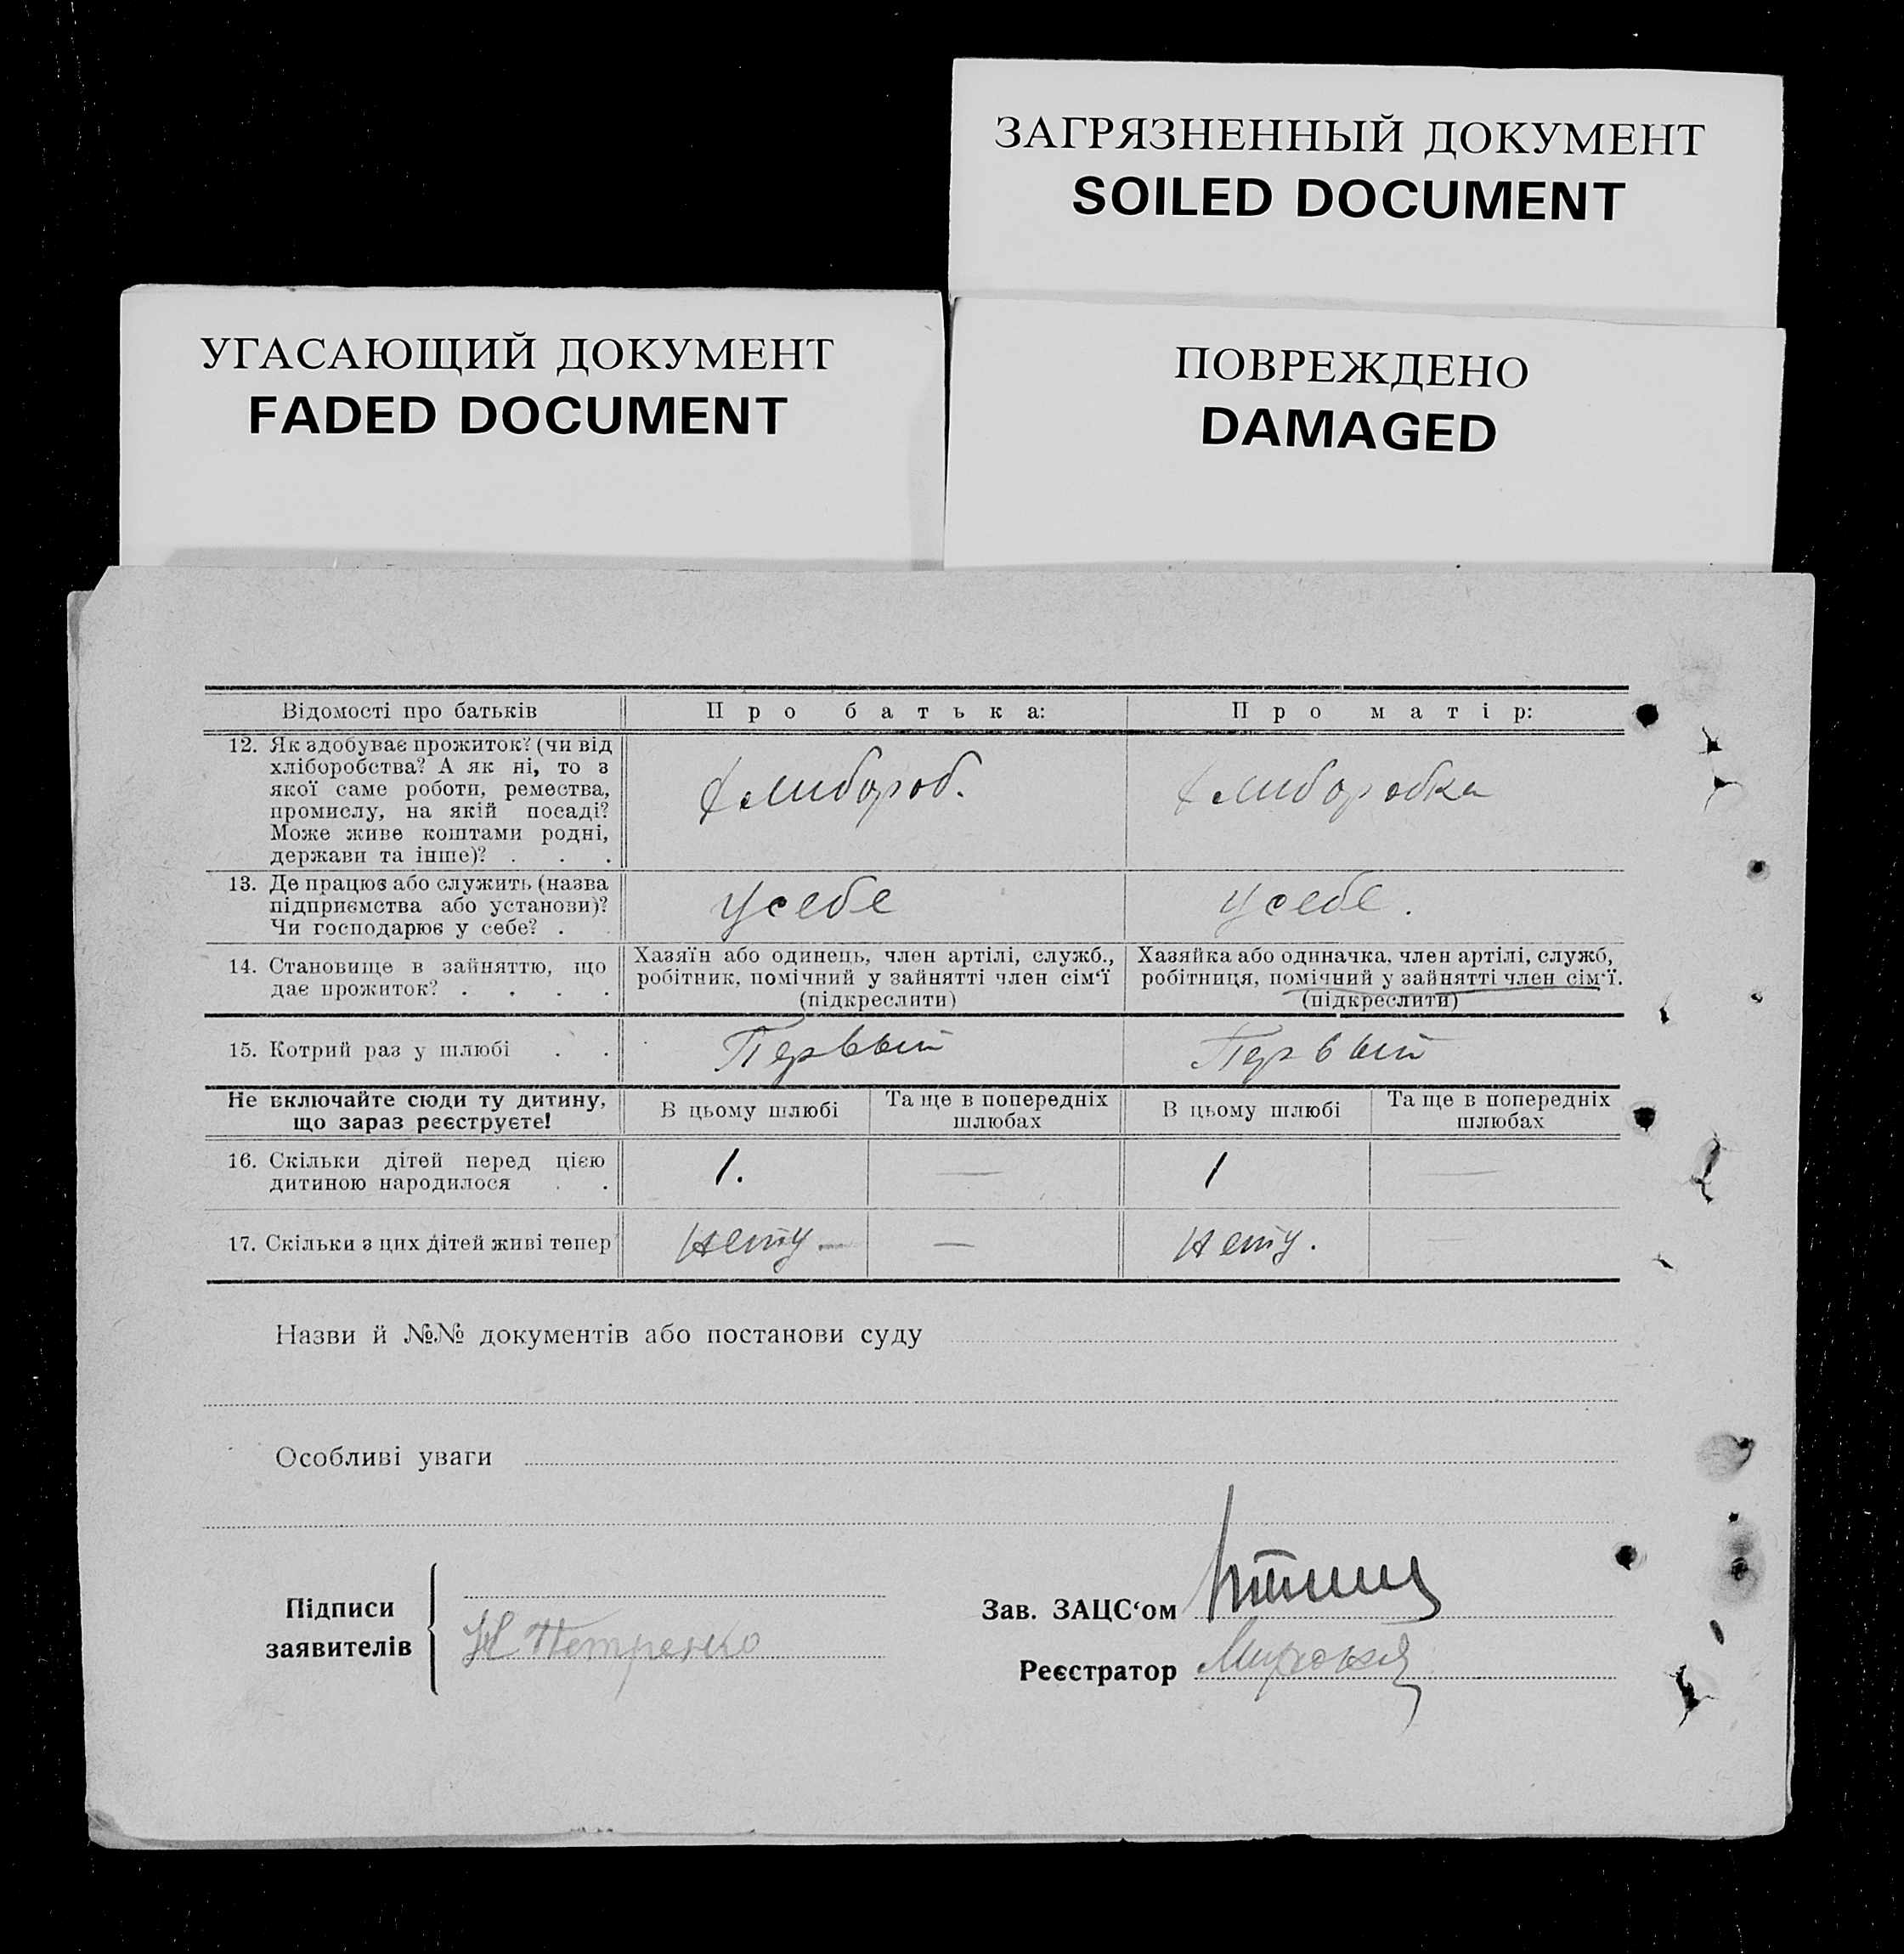 ЗАГРЯЗНЕННЫЙ ДОКУМЕНТ
SOILED DOCUMENT
УГАСАЮЩИЙ ДОКУМЕНТ
FADED DOCUMENT
ПОВРЕЖДЕНО
DAMAGED
Відомості про батьків
Про батька:
Про матір:
12. Як здобуває прожиток? (чи від
хліборобства? А як ні, то з
якої саме роботи, ремества,
промислу, на якій посаді?
Може живе коштами родні,
держави та інше)? . . .
хлибороб.
хлиборобка
13. Де працює або служить (назва
підприємства або установи)?
Чи господарює у себе? .
усебе
усебе.
14. Становище в зайняттю, що
дає прожиток? . . . .
Хазяїн або одинець, член артілі, служб.,
робітник, помічний у зайнятті член сім‘ї
(підкреслити)
Хазяйка або одиначка, член артілі, служб,
робітниця, помічний у зайнятті член сім‘ї.
(підкреслити)
15. Котрий раз у шлюбі . .
Первый
Первый
Не включайте сюди ту дитину,
що зараз реєструєте!
В цьому шлюбі
Та ще в попередніх
шлюбах
В цьому шлюбі
Та ще в попередніх
шлюбах
16. Скільки дітей перед цією
дитиною народилося . .
1.
—
1
—
17. Скільки з цих дітей живі тепер
нету —
—
нету.
Назви й №№ документів або постанови суду
Особливі уваги
Підписи
заявителів
Н Петренко
Зав. ЗАЦС‘ом
Реєстратор